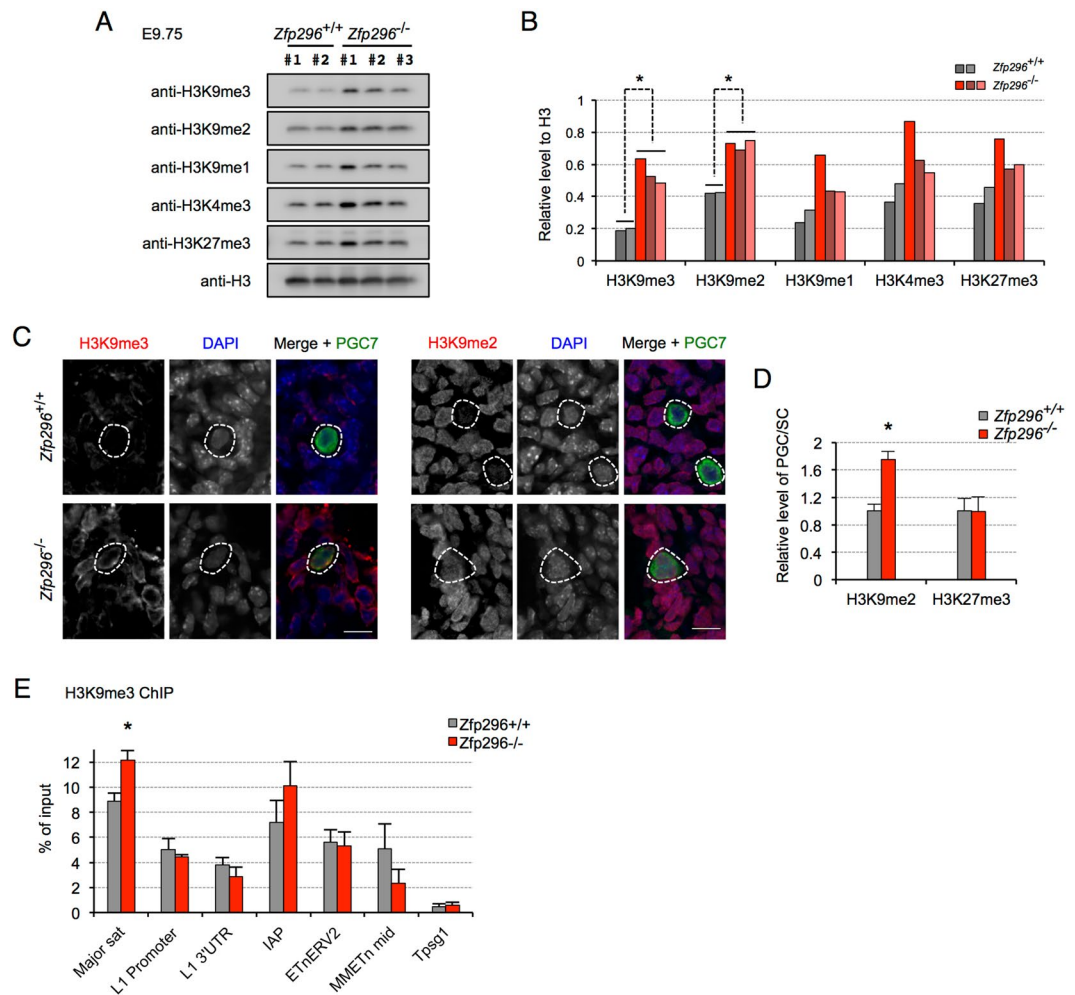 A
E9.75
Zfp296+/+ Zfp296-/-
#1 #2 #1 #2 #3
anti-H3K9me3
anti-H3K9me2
anti-H3K9me1
anti-H3K4me3
anti-H3K27me3
anti-H3
B
Zfp296+/+
Zfp296-/-
* *
Relative level to H3
1
0.8
0.6
0.4
0.2
0
H3K9me3 H3K9me2 H3K9me1 H3K4me3 H3K27me3
C
H3K9me3 DAPI Merge + PGC7 H3K9me2 DAPI Merge + PGC7
Zfp296+/+
Zfp296-/-
D
Zfp296+/+
Zfp296-/-
*
Relative level of PGC/SC
2
1.6
1.2
0.8
0.4
0
H3K9me2 H3K27me3
E
H3K9me3 ChIP
Zfp296+/+
Zfp296-/-
*
% of input
12
10
8
6
4
2
0
Major sat
L1 Promoter
L1 3'UTR
IAP
ETnERV2
MMETn mid
Tpsg1